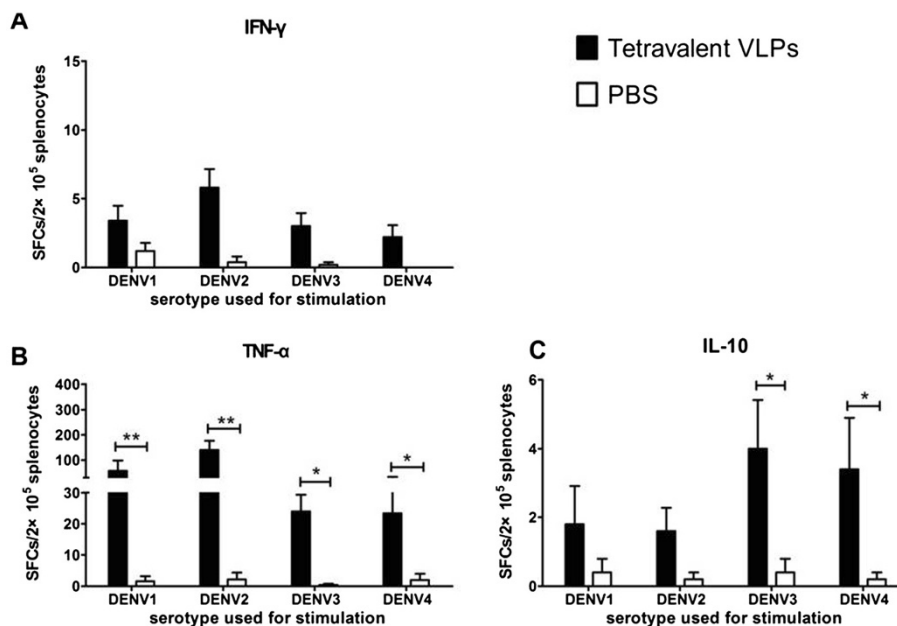 A
IFN-γ
Tetravalent VLPs
PBS
SFCs/2× 10⁵ splenocytes
15
10
5
0
DENV1 DENV2 DENV3 DENV4
serotype used for stimulation
B
TNF-α
SFCs/2× 10⁵ splenocytes
400
300
200
100
30
20
10
0
** ** * *
DENV1 DENV2 DENV3 DENV4
serotype used for stimulation
C
IL-10
SFCs/2× 10⁵ splenocytes
6
4
2
0
* *
DENV1 DENV2 DENV3 DENV4
serotype used for stimulation